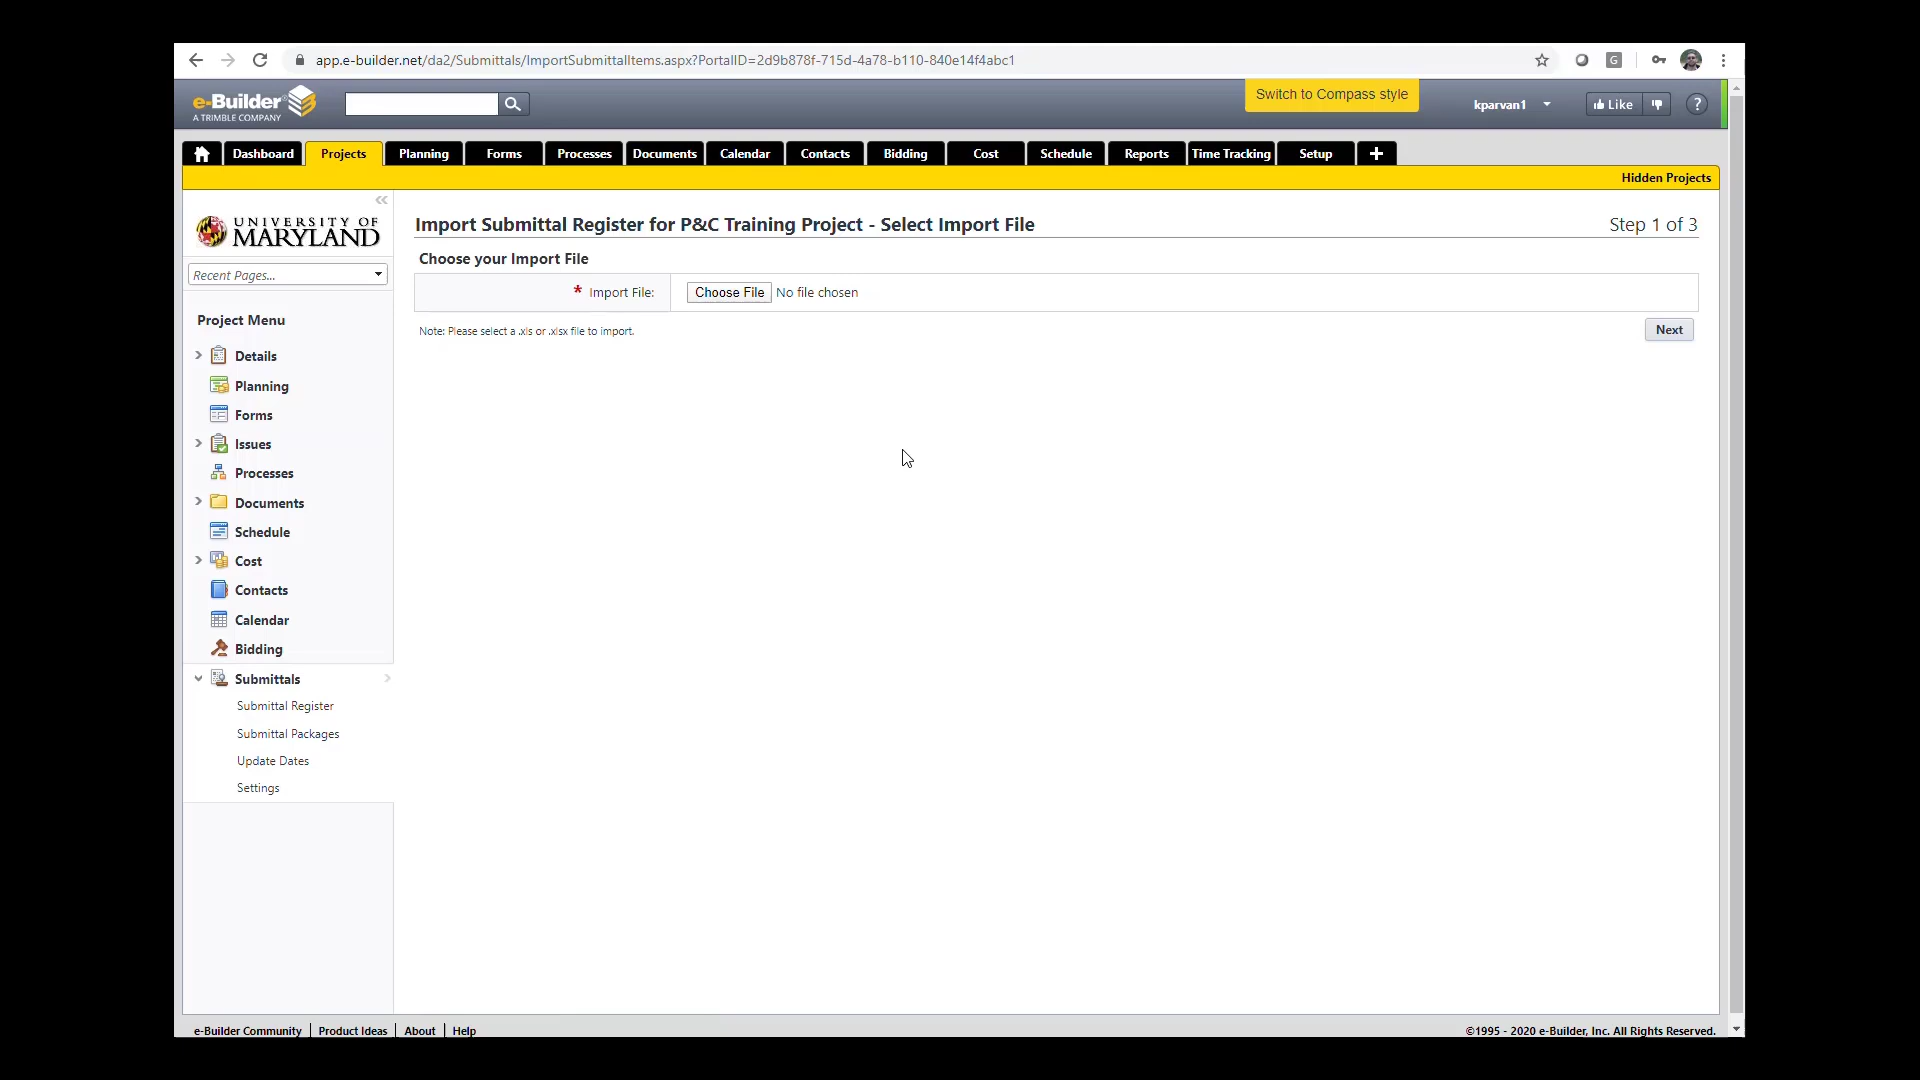 app.e-builder.net/da2/Submittals/ImportSubmittalItems.aspx?PortalID=2d9b878f-715d-4a78-b110-840e14f4abc1
G
e-Builder
A TRIMBLE COMPANY
Switch to Compass style
kparvan1
Like
?
Dashboard Projects Planning Forms Processes Documents Calendar Contacts Bidding Cost Schedule Reports Time Tracking Setup
Hidden Projects
UNIVERSITY OF
MARYLAND
Recent Pages...
Project Menu
Details
Planning
Forms
Issues
Processes
Documents
Schedule
Cost
Contacts
Calendar
Bidding
Submittals
Submittal Register
Submittal Packages
Update Dates
Settings
Import Submittal Register for P&C Training Project - Select Import File
Step 1 of 3
Choose your Import File
* Import File: Choose File No file chosen
Note: Please select a .xls or .xlsx file to import.
Next
e-Builder Community | Product Ideas | About | Help
©1995 - 2020 e-Builder, Inc. All Rights Reserved.